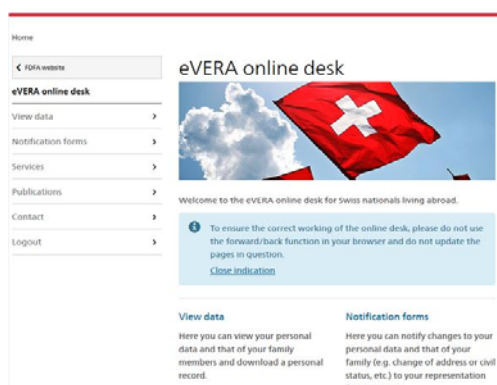 Home
FDFA website
eVERA online desk
View data
Notification forms
Services
Publications
Contact
Logout
eVERA online desk
Welcome to the eVERA online desk for Swiss nationals living abroad.
To ensure the correct working of the online desk, please do not use
the forward/back function in your browser and do not update the
pages in question.
Close indication
View data
Here you can view your personal
data and that of your family
members and download a personal
record.
Notification forms
Here you can notify changes to your
personal data and that of your
family (e.g. change of address or civil
status, etc.) to your representation